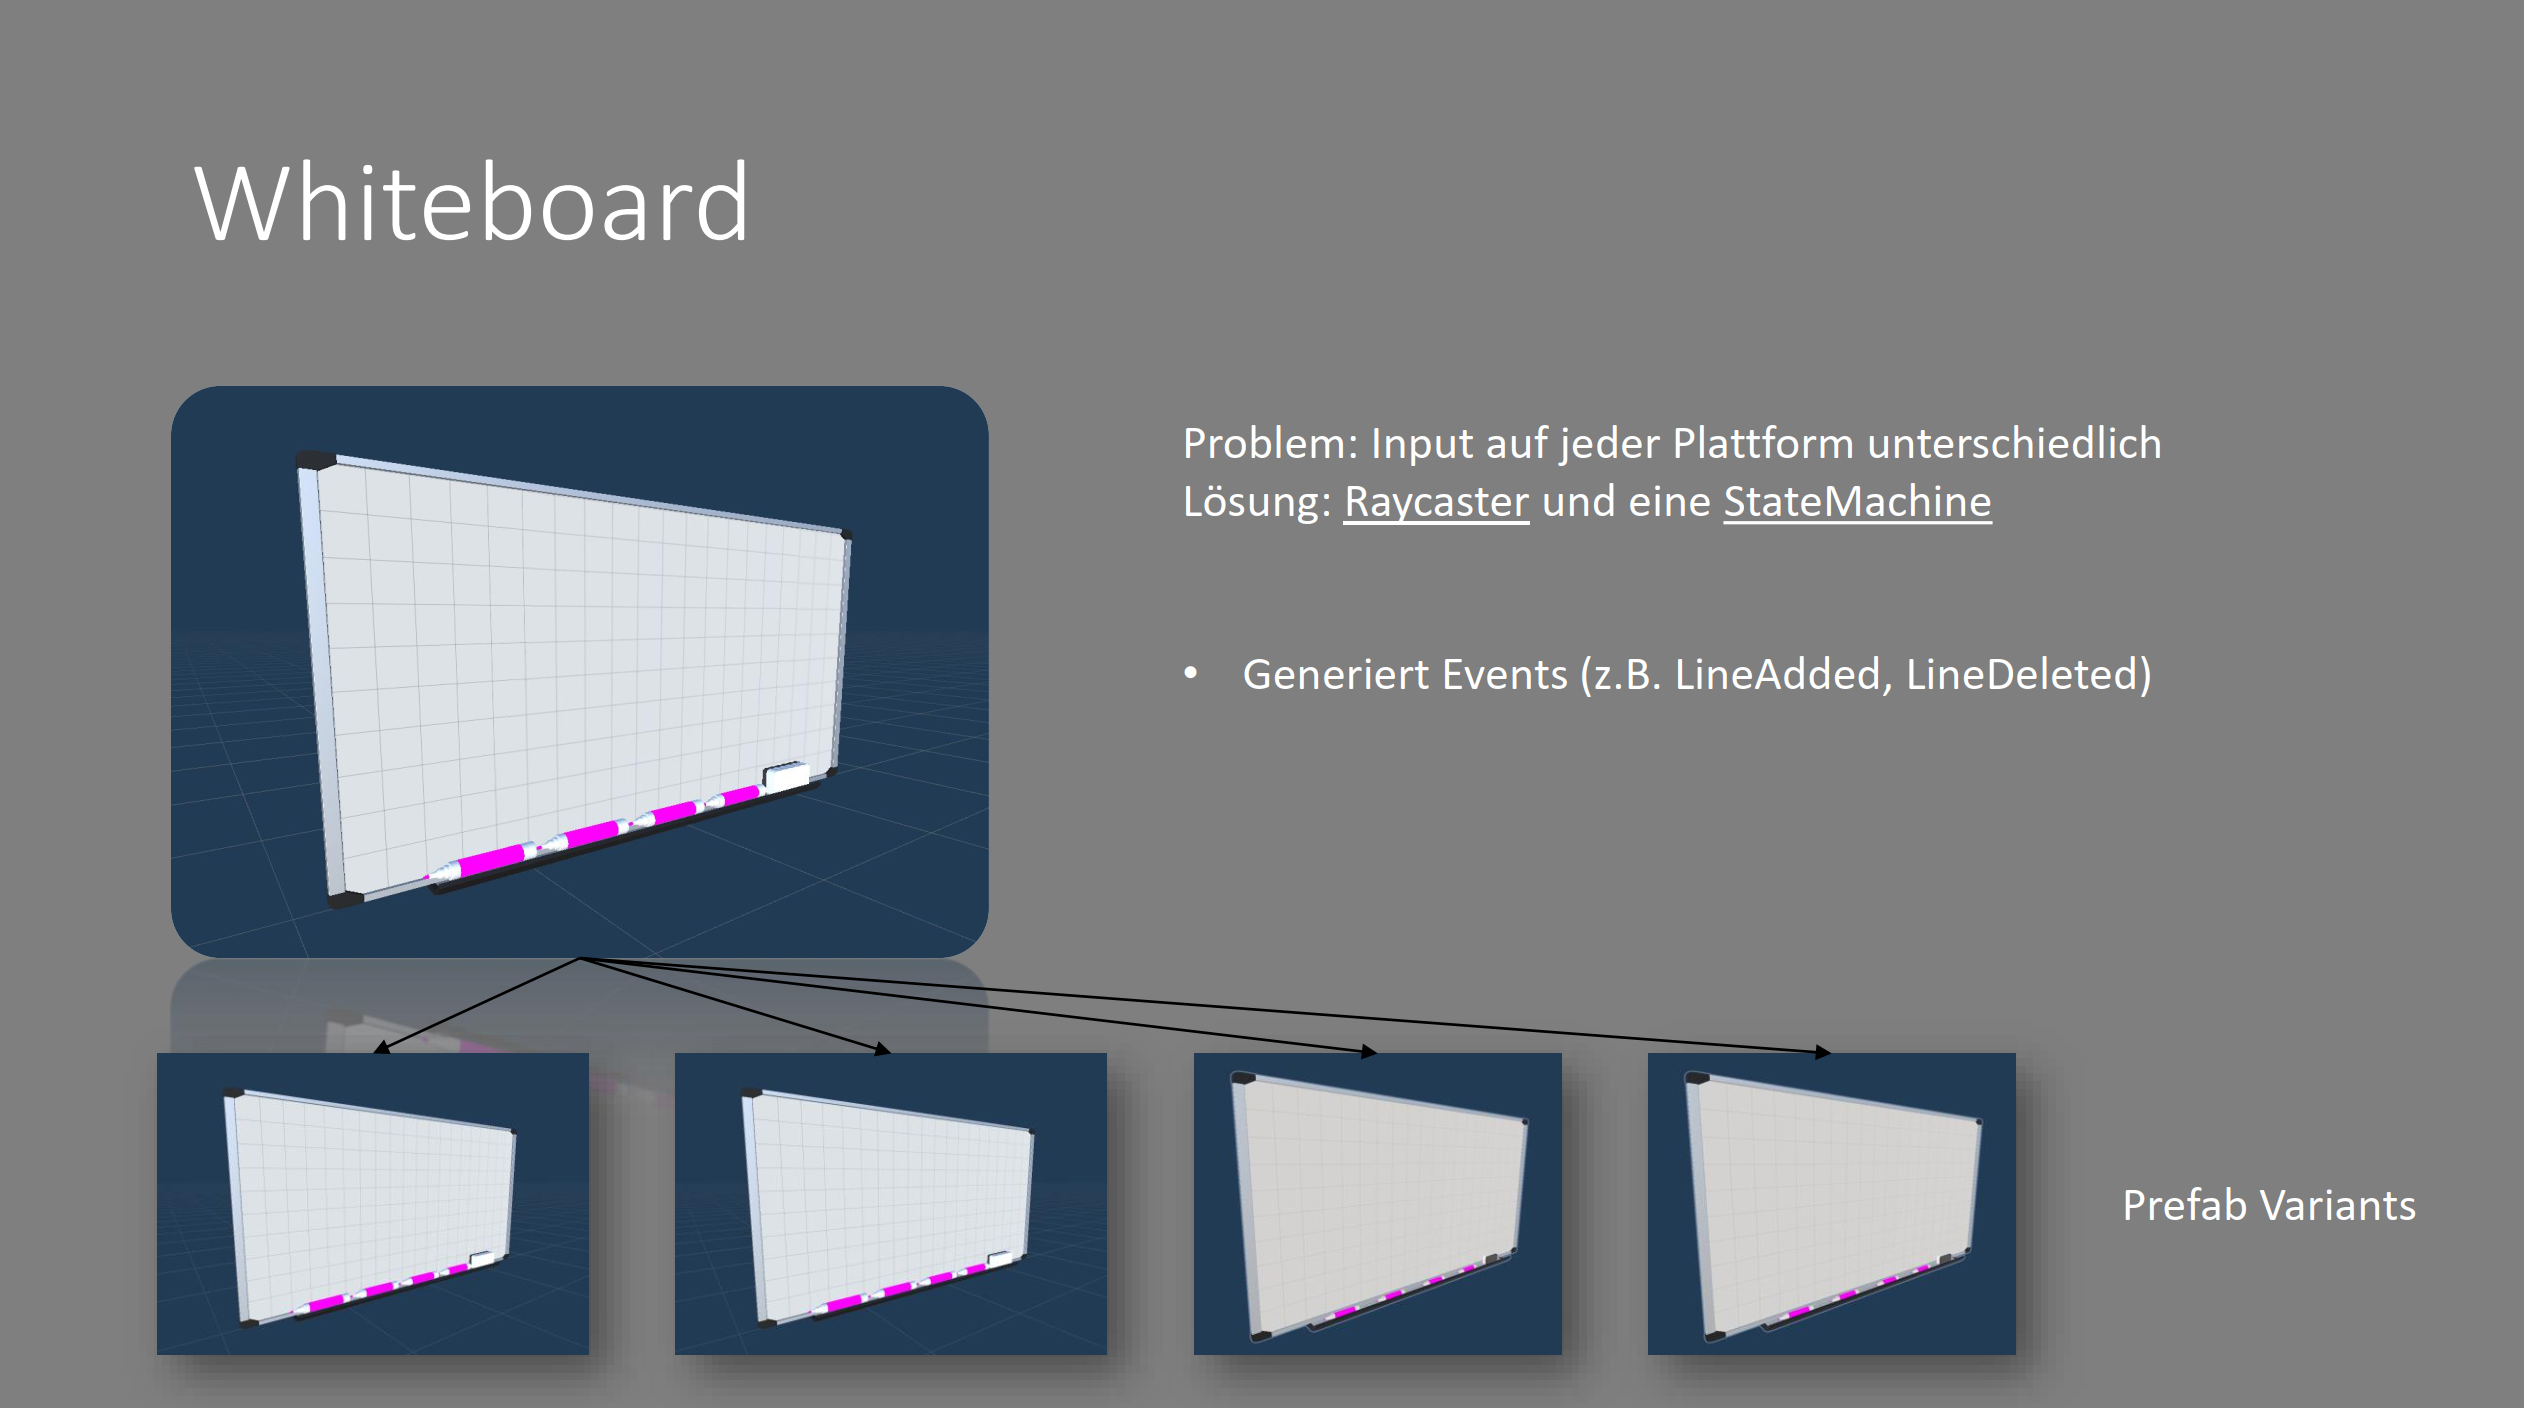 Whiteboard
Problem: Input auf jeder Plattform unterschiedlich
Lösung: Raycaster und eine StateMachine
• Generiert Events (z.B. LineAdded, LineDeleted)
Prefab Variants